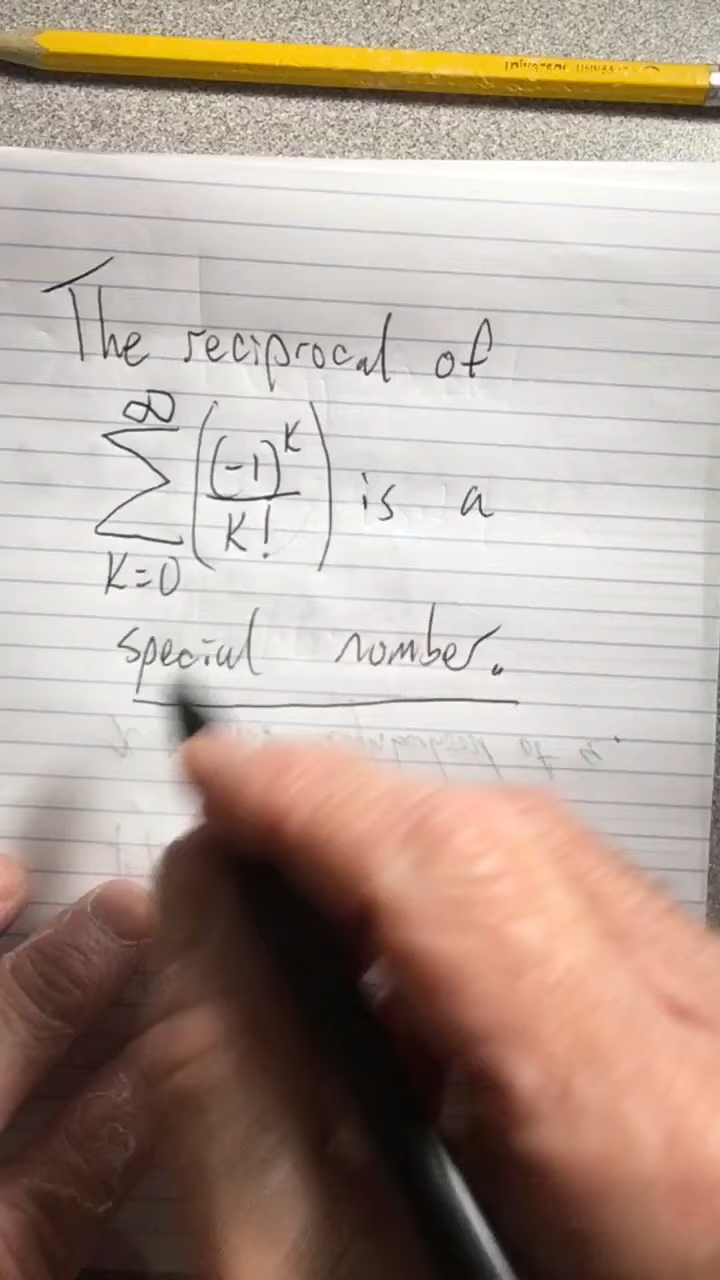 The reciprocal of
∞
∑ ((-1)^K / K!) is a
K=0
special number.